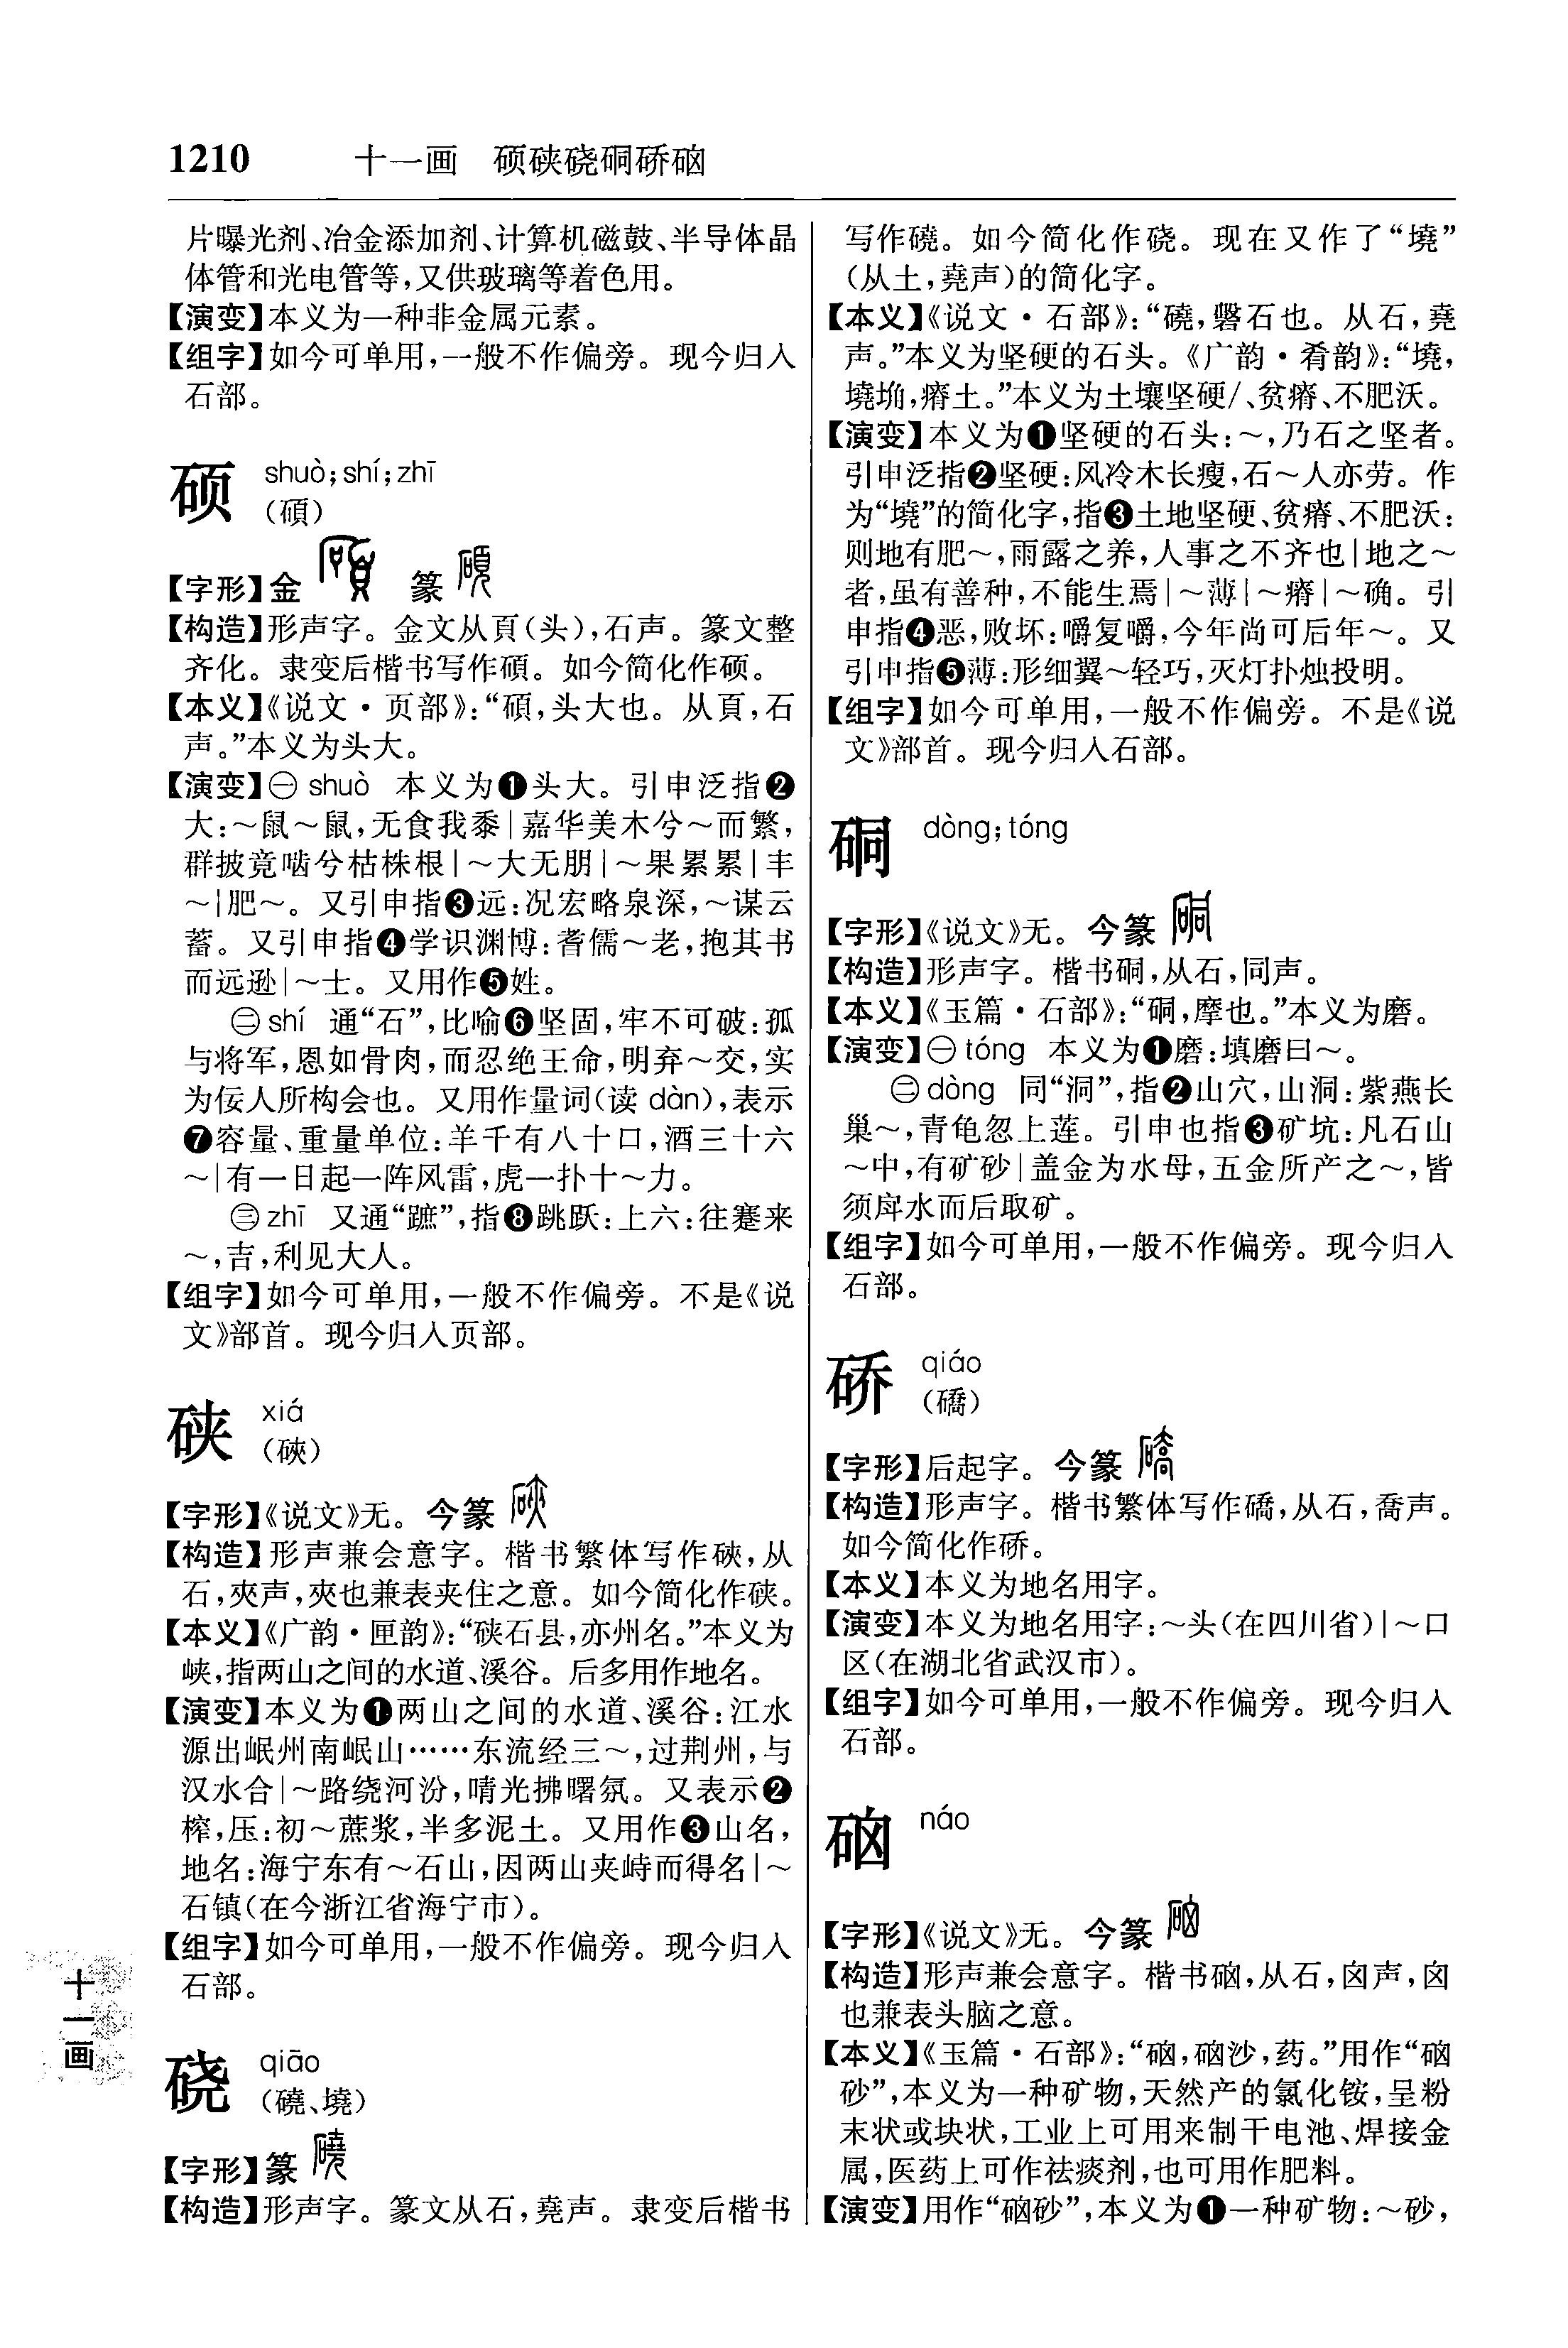 1210 十一画 硕硖硗硐硚硇
片曝光剂、冶金添加剂、计算机磁鼓、半导体晶
体管和光电管等,又供玻璃等着色用。
【演变】本义为一种非金属元素。
【组字】如今可单用,一般不作偏旁。现今归入
石部。
硕 shuò;shí;zhī
(碩)
【字形】金 篆
【构造】形声字。金文从頁(头),石声。篆文整
齐化。隶变后楷书写作碩。如今简化作硕。
【本义】《说文·页部》:“碩,头大也。从頁,石
声。”本义为头大。
【演变】㊀shuò 本义为❶头大。引申泛指❷
大:~鼠~鼠,无食我黍|嘉华美木兮~而繁,
群披竞啮兮枯株根|~大无朋|~果累累|丰
~|肥~。又引申指❸远:况宏略泉深,~谋云
蓄。又引申指❹学识渊博:耆儒~老,抱其书
而远逊|~士。又用作❺姓。
㊁shí 通“石”,比喻❻坚固,牢不可破:孤
与将军,恩如骨肉,而忍绝王命,明弃~交,实
为佞人所构会也。又用作量词(读 dàn),表示
❼容量、重量单位:羊千有八十口,酒三十六
~|有一日起一阵风雷,虎一扑十~力。
㊂zhī 又通“蹠”,指❽跳跃:上六:往蹇来
~,吉,利见大人。
【组字】如今可单用,一般不作偏旁。不是《说
文》部首。现今归入页部。
硖 xiá
(硤)
【字形】《说文》无。今篆
【构造】形声兼会意字。楷书繁体写作硤,从
石,夾声,夾也兼表夹住之意。如今简化作硖。
【本义】《广韵·匣韵》:“硖石县,亦州名。”本义为
峡,指两山之间的水道、溪谷。后多用作地名。
【演变】本义为❶两山之间的水道、溪谷:江水
源出岷州南岷山……东流经三~,过荆州,与
汉水合|~路绕河汾,晴光拂曙氛。又表示❷
榨,压:初~蔗浆,半多泥土。又用作❸山名,
地名:海宁东有~石山,因两山夹峙而得名|~
石镇(在今浙江省海宁市)。
【组字】如今可单用,一般不作偏旁。现今归入
石部。
硗 qiāo
(磽、墝)
【字形】篆
【构造】形声字。篆文从石,堯声。隶变后楷书
写作磽。如今简化作硗。现在又作了“墝”
(从土,堯声)的简化字。
【本义】《说文·石部》:“磽,磐石也。从石,堯
声。”本义为坚硬的石头。《广韵·肴韵》:“墝,
墝埆,瘠土。”本义为土壤坚硬/、贫瘠、不肥沃。
【演变】本义为❶坚硬的石头:~,乃石之坚者。
引申泛指❷坚硬:风冷木长瘦,石~人亦劳。作
为“墝”的简化字,指❸土地坚硬、贫瘠、不肥沃:
则地有肥~,雨露之养,人事之不齐也|地之~
者,虽有善种,不能生焉|~薄|~瘠|~确。引
申指❹恶,败坏:嚼复嚼,今年尚可后年~。又
引申指❺薄:形细翼~轻巧,灭灯扑烛投明。
【组字】如今可单用,一般不作偏旁。不是《说
文》部首。现今归入石部。
硐 dòng;tóng
【字形】《说文》无。今篆
【构造】形声字。楷书硐,从石,同声。
【本义】《玉篇·石部》:“硐,摩也。”本义为磨。
【演变】㊀tóng 本义为❶磨:填磨曰~。
㊁dòng 同“洞”,指❷山穴,山洞:紫燕长
巢~,青龟忽上莲。引申也指❸矿坑:凡石山
~中,有矿砂|盖金为水母,五金所产之~,皆
须戽水而后取矿。
【组字】如今可单用,一般不作偏旁。现今归入
石部。
硚 qiáo
(礄)
【字形】后起字。今篆
【构造】形声字。楷书繁体写作礄,从石,喬声。
如今简化作硚。
【本义】本义为地名用字。
【演变】本义为地名用字:~头(在四川省)|~口
区(在湖北省武汉市)。
【组字】如今可单用,一般不作偏旁。现今归入
石部。
硇 náo
【字形】《说文》无。今篆
【构造】形声兼会意字。楷书硇,从石,囟声,囟
也兼表头脑之意。
【本义】《玉篇·石部》:“硇,硇沙,药。”用作“硇
砂”,本义为一种矿物,天然产的氯化铵,呈粉
末状或块状,工业上可用来制干电池、焊接金
属,医药上可作祛痰剂,也可用作肥料。
【演变】用作“硇砂”,本义为❶一种矿物:~砂,
十一画